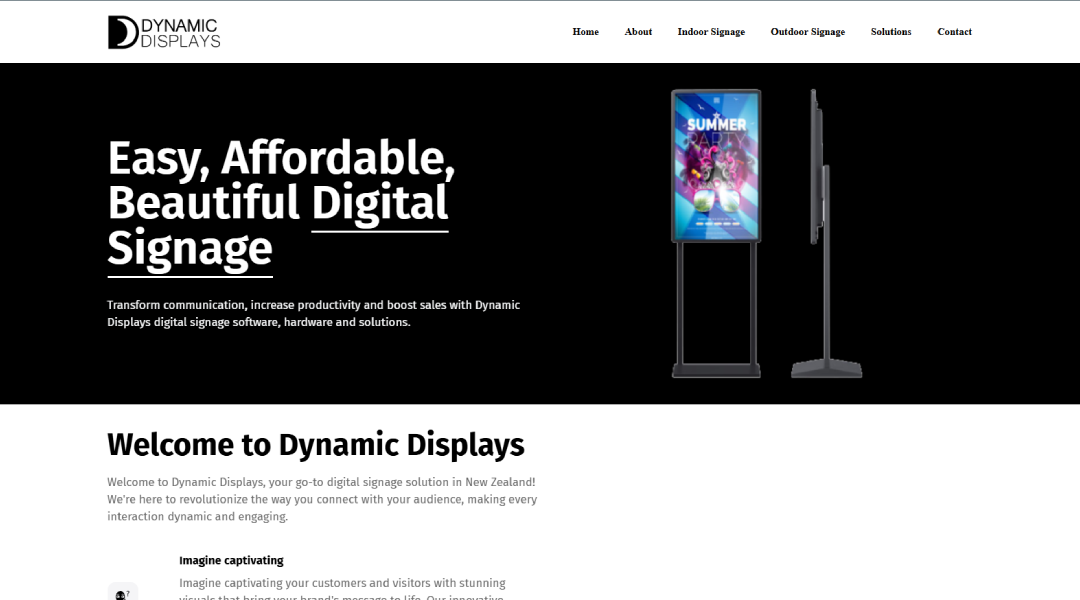 DYNAMIC
DISPLAYS
Home About Indoor Signage Outdoor Signage Solutions Contact
Easy, Affordable,
Beautiful Digital
Signage
SUMMER
PARTY
Transform communication, increase productivity and boost sales with Dynamic
Displays digital signage software, hardware and solutions.
Welcome to Dynamic Displays
Welcome to Dynamic Displays, your go-to digital signage solution in New Zealand!
We're here to revolutionize the way you connect with your audience, making every
interaction dynamic and engaging.
Imagine captivating
Imagine captivating your customers and visitors with stunning
visuals that bring your brand's message to life. Our innovative